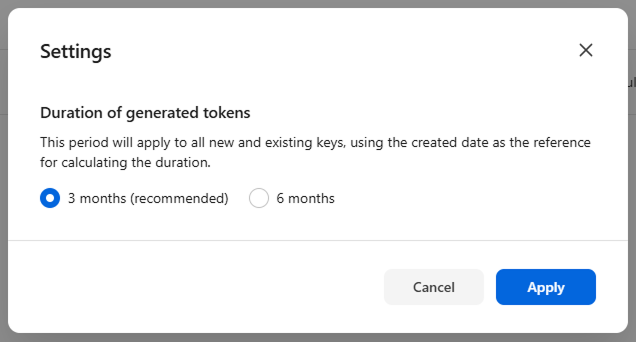 Settings
Duration of generated tokens
This period will apply to all new and existing keys, using the created date as the reference
for calculating the duration.
3 months (recommended) 6 months
Cancel Apply